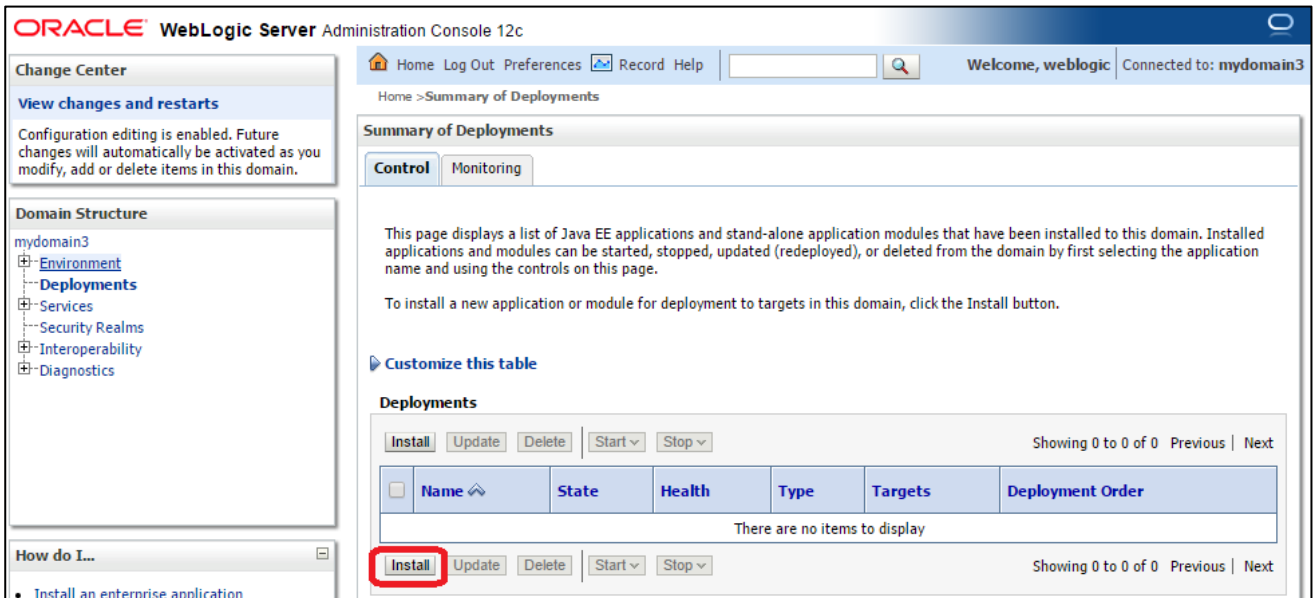 ORACLE WebLogic Server Administration Console 12c
Change Center
View changes and restarts
Configuration editing is enabled. Future
changes will automatically be activated as you
modify, add or delete items in this domain.
Domain Structure
mydomain3
Environment
Deployments
Services
Security Realms
Interoperability
Diagnostics
How do I...
Install an enterprise application
Home Log Out Preferences Record Help
Welcome, weblogic Connected to: mydomain3
Home >Summary of Deployments
Summary of Deployments
Control Monitoring
This page displays a list of Java EE applications and stand-alone application modules that have been installed to this domain. Installed
applications and modules can be started, stopped, updated (redeployed), or deleted from the domain by first selecting the application
name and using the controls on this page.
To install a new application or module for deployment to targets in this domain, click the Install button.
Customize this table
Deployments
Install Update Delete Start Stop Showing 0 to 0 of 0 Previous | Next
Name State Health Type Targets Deployment Order
There are no items to display
Install Update Delete Start Stop Showing 0 to 0 of 0 Previous | Next